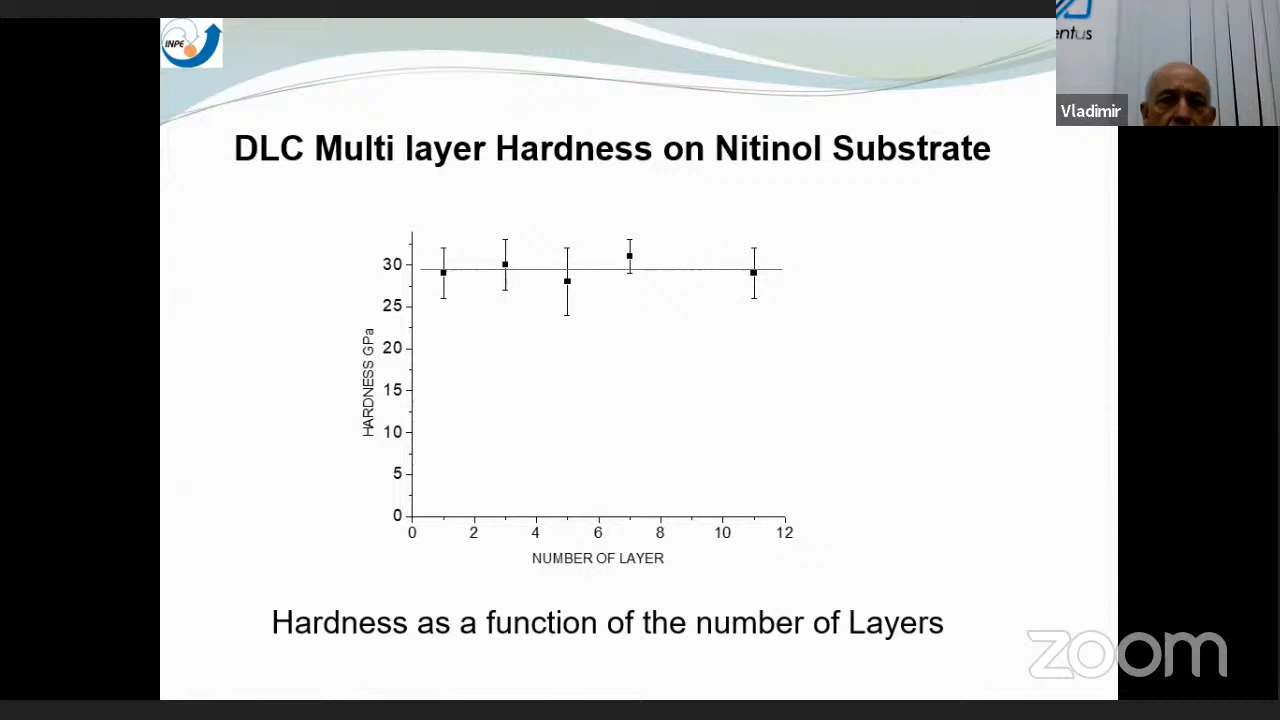 INPE
entus
Vladimir
DLC Multi layer Hardness on Nitinol Substrate
30
25
20
15
10
5
0
HARDNESS GPa
0 2 4 6 8 10 12
NUMBER OF LAYER
Hardness as a function of the number of Layers
zoom